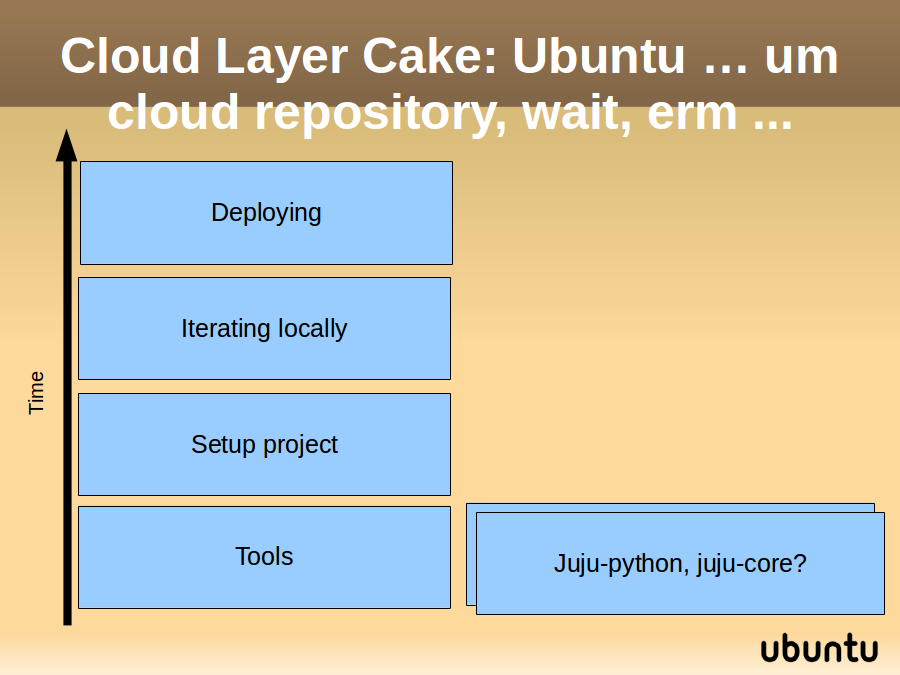 Cloud Layer Cake: Ubuntu … um
cloud repository, wait, erm ...
Deploying
Iterating locally
Time
Setup project
Tools
Juju-python, juju-core?
ubuntu